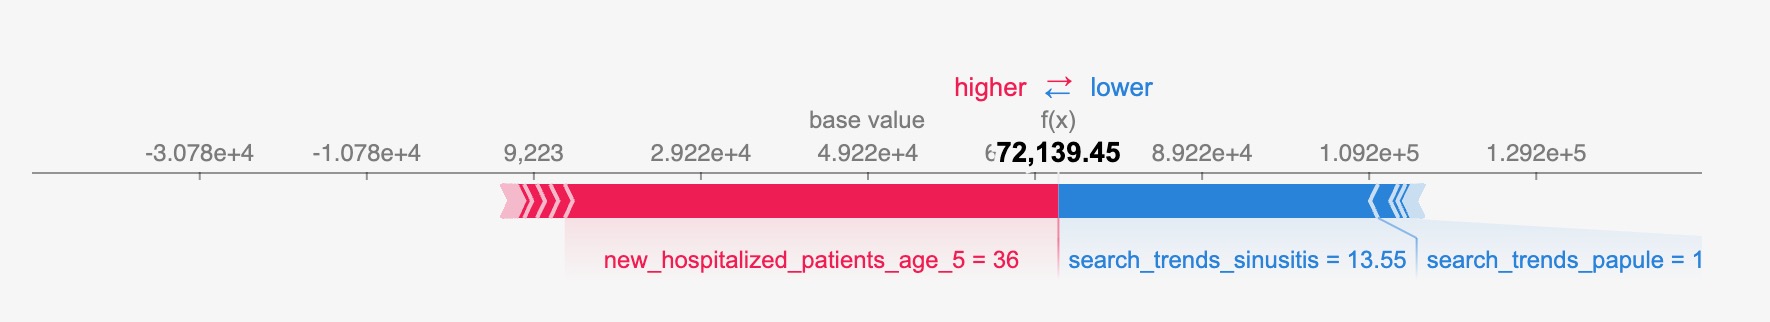 higher lower
base value f(x)
-3.078e+4 -1.078e+4 9,223 2.922e+4 4.922e+4 72,139.45 8.922e+4 1.092e+5 1.292e+5
new_hospitalized_patients_age_5 = 36 search_trends_sinusitis = 13.55 search_trends_papule = 1